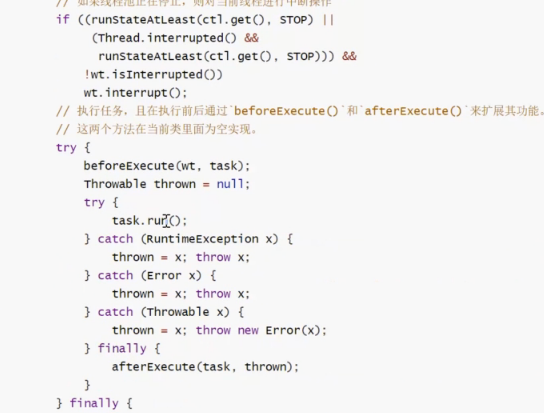 // 如果线程池正在停止，则对当前线程进行中断操作
if ((runStateAtLeast(ctl.get(), STOP) ||
(Thread.interrupted() &&
runStateAtLeast(ctl.get(), STOP))) &&
!wt.isInterrupted())
wt.interrupt();
// 执行任务，且在执行前后通过`beforeExecute()`和`afterExecute()`来扩展其功能。
// 这两个方法在当前类里面为空实现。
try {
beforeExecute(wt, task);
Throwable thrown = null;
try {
task.run();
} catch (RuntimeException x) {
thrown = x; throw x;
} catch (Error x) {
thrown = x; throw x;
} catch (Throwable x) {
thrown = x; throw new Error(x);
} finally {
afterExecute(task, thrown);
}
} finally {